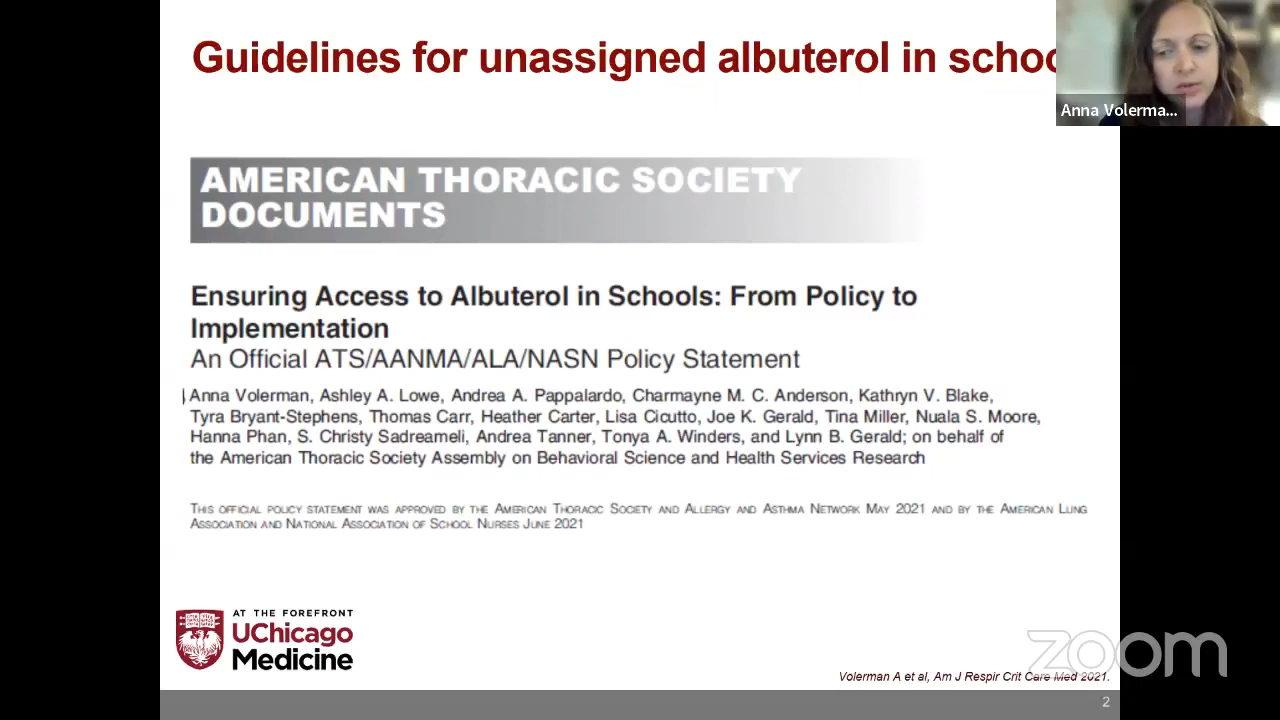 Guidelines for unassigned albuterol in schoo
Anna Volerma...
AMERICAN THORACIC SOCIETY
DOCUMENTS
Ensuring Access to Albuterol in Schools: From Policy to
Implementation
An Official ATS/AANMA/ALA/NASN Policy Statement
Anna Volerman, Ashley A. Lowe, Andrea A. Pappalardo, Charmayne M. C. Anderson, Kathryn V. Blake,
Tyra Bryant-Stephens, Thomas Carr, Heather Carter, Lisa Cicutto, Joe K. Gerald, Tina Miller, Nuala S. Moore,
Hanna Phan, S. Christy Sadreameli, Andrea Tanner, Tonya A. Winders, and Lynn B. Gerald; on behalf of
the American Thoracic Society Assembly on Behavioral Science and Health Services Research
THIS OFFICIAL POLICY STATEMENT WAS APPROVED BY THE AMERICAN THORACIC SOCIETY AND ALLERGY AND ASTHMA NETWORK MAY 2021 AND BY THE AMERICAN LUNG
ASSOCIATION AND NATIONAL ASSOCIATION OF SCHOOL NURSES JUNE 2021
AT THE FOREFRONT
UChicago
Medicine
zoom
Volerman A et al, Am J Respir Crit Care Med 2021.
2